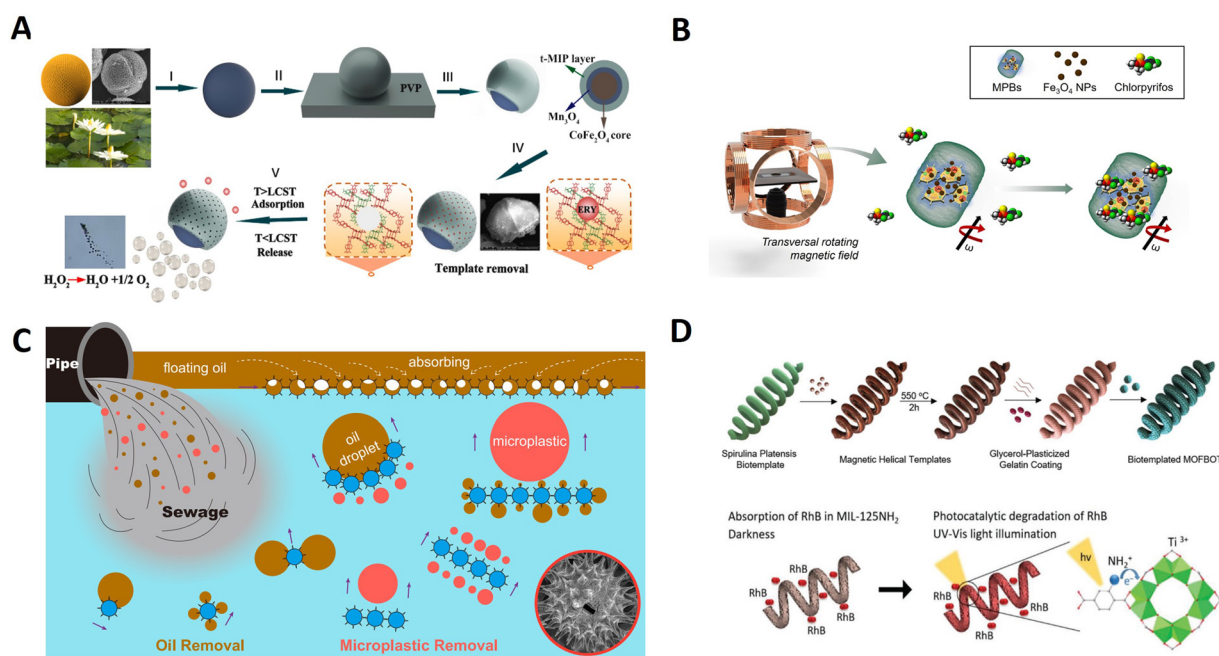 A
I
II
PVP
III
t-MIP layer
Mn₃O₄
CoFe₂O₄ core
IV
ERY
Template removal
V
T>LCST
Adsorption
T<LCST
Release
H₂O₂→H₂O +1/2 O₂
B
MPBs
Fe₃O₄ NPs
Chlorpyrifos
Transversal rotating
magnetic field
ω
ω
C
Pipe
floating oil
absorbing
Sewage
oil
droplet
microplastic
Oil Removal
Microplastic Removal
D
550 ºC
2h
Spirulina Platensis
Biotemplate
Magnetic Helical Templates
Glycerol-Plasticized
Gelatin Coating
Biotemplated MOFBOT
Absorption of RhB in MIL-125NH₂
Darkness
RhB
RhB
RhB
RhB
RhB
Photocatalytic degradation of RhB
UV-Vis light illumination
RhB
RhB
RhB
RhB
RhB
hv
NH₂⁺
e⁻
Ti ³⁺